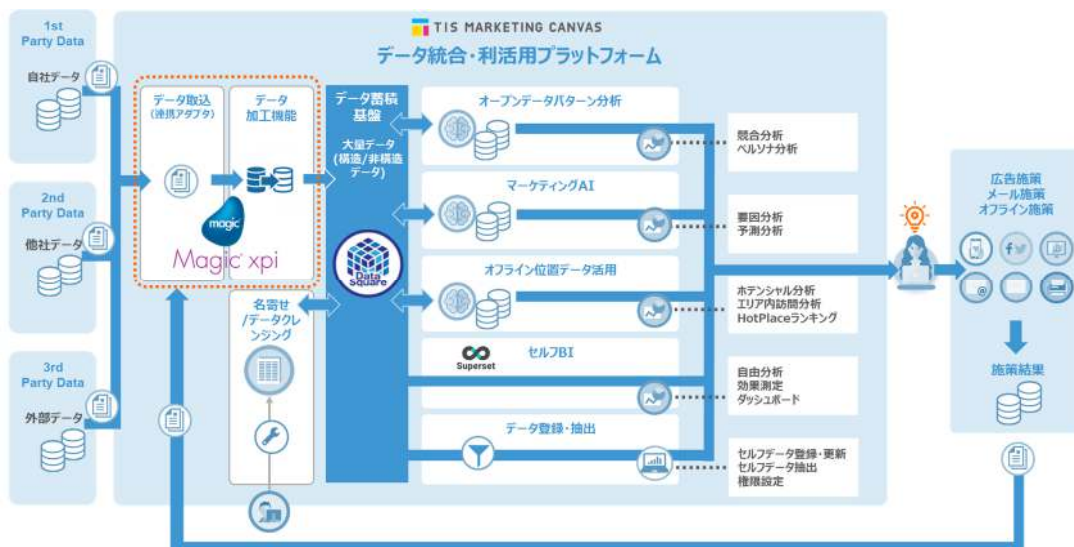 TIS MARKETING CANVAS
データ統合・利活用プラットフォーム
1st
Party Data
自社データ
2nd
Party Data
他社データ
3rd
Party Data
外部データ
データ取込
(連携アダプタ)
データ
加工機能
magic
Magic xpi
名寄せ
/データクレ
ンジング
データ蓄積
基盤
大量データ
(構造/非構造
データ)
Data
Square
オープンデータパターン分析
マーケティングAI
オフライン位置データ活用
Superset
セルフBI
データ登録・抽出
競合分析
ペルソナ分析
要因分析
予測分析
ホテンシャル分析
エリア内訪問分析
HotPlaceランキング
自由分析
効果測定
ダッシュボード
セルフデータ登録・更新
セルフデータ抽出
権限設定
広告施策
メール施策
オフライン施策
施策結果